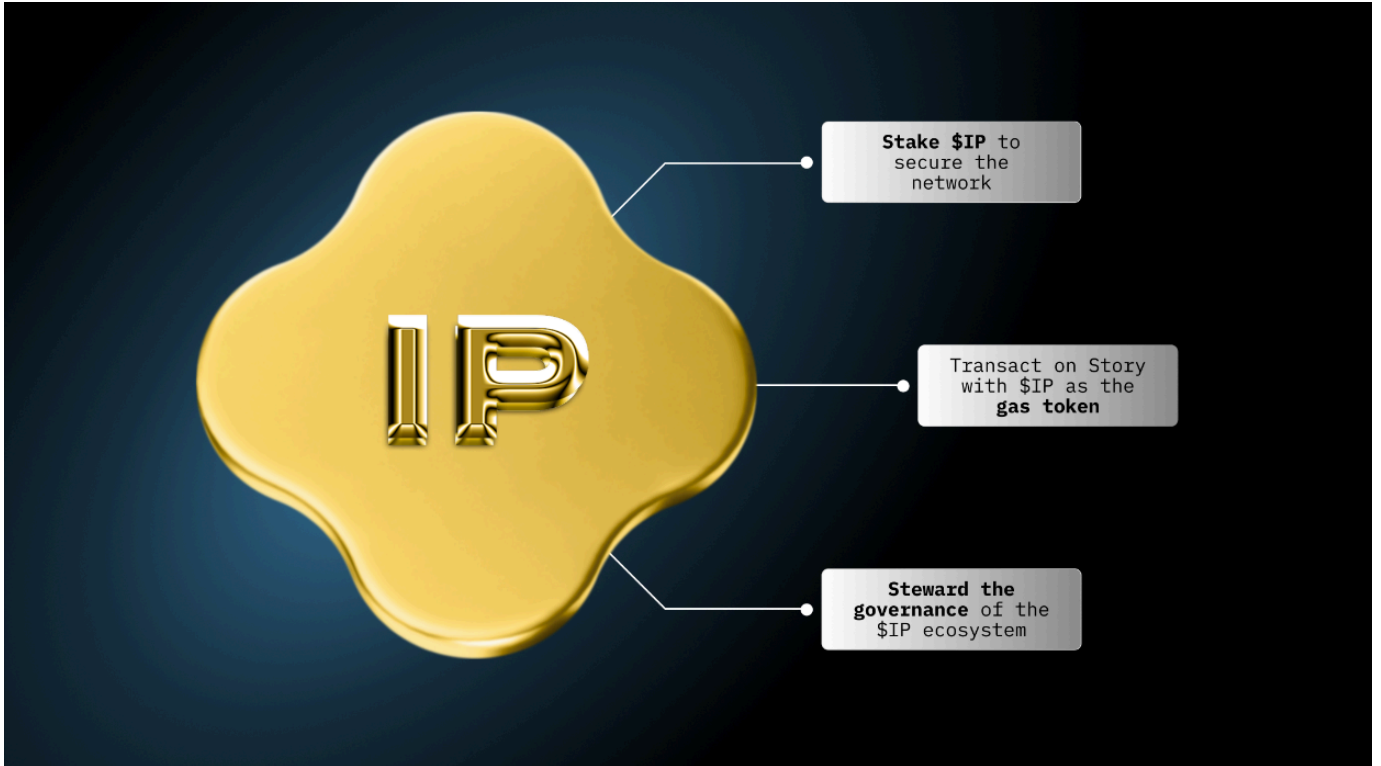 IP
Stake $IP to
secure the
network
Transact on Story
with $IP as the
gas token
Steward the
governance of the
$IP ecosystem